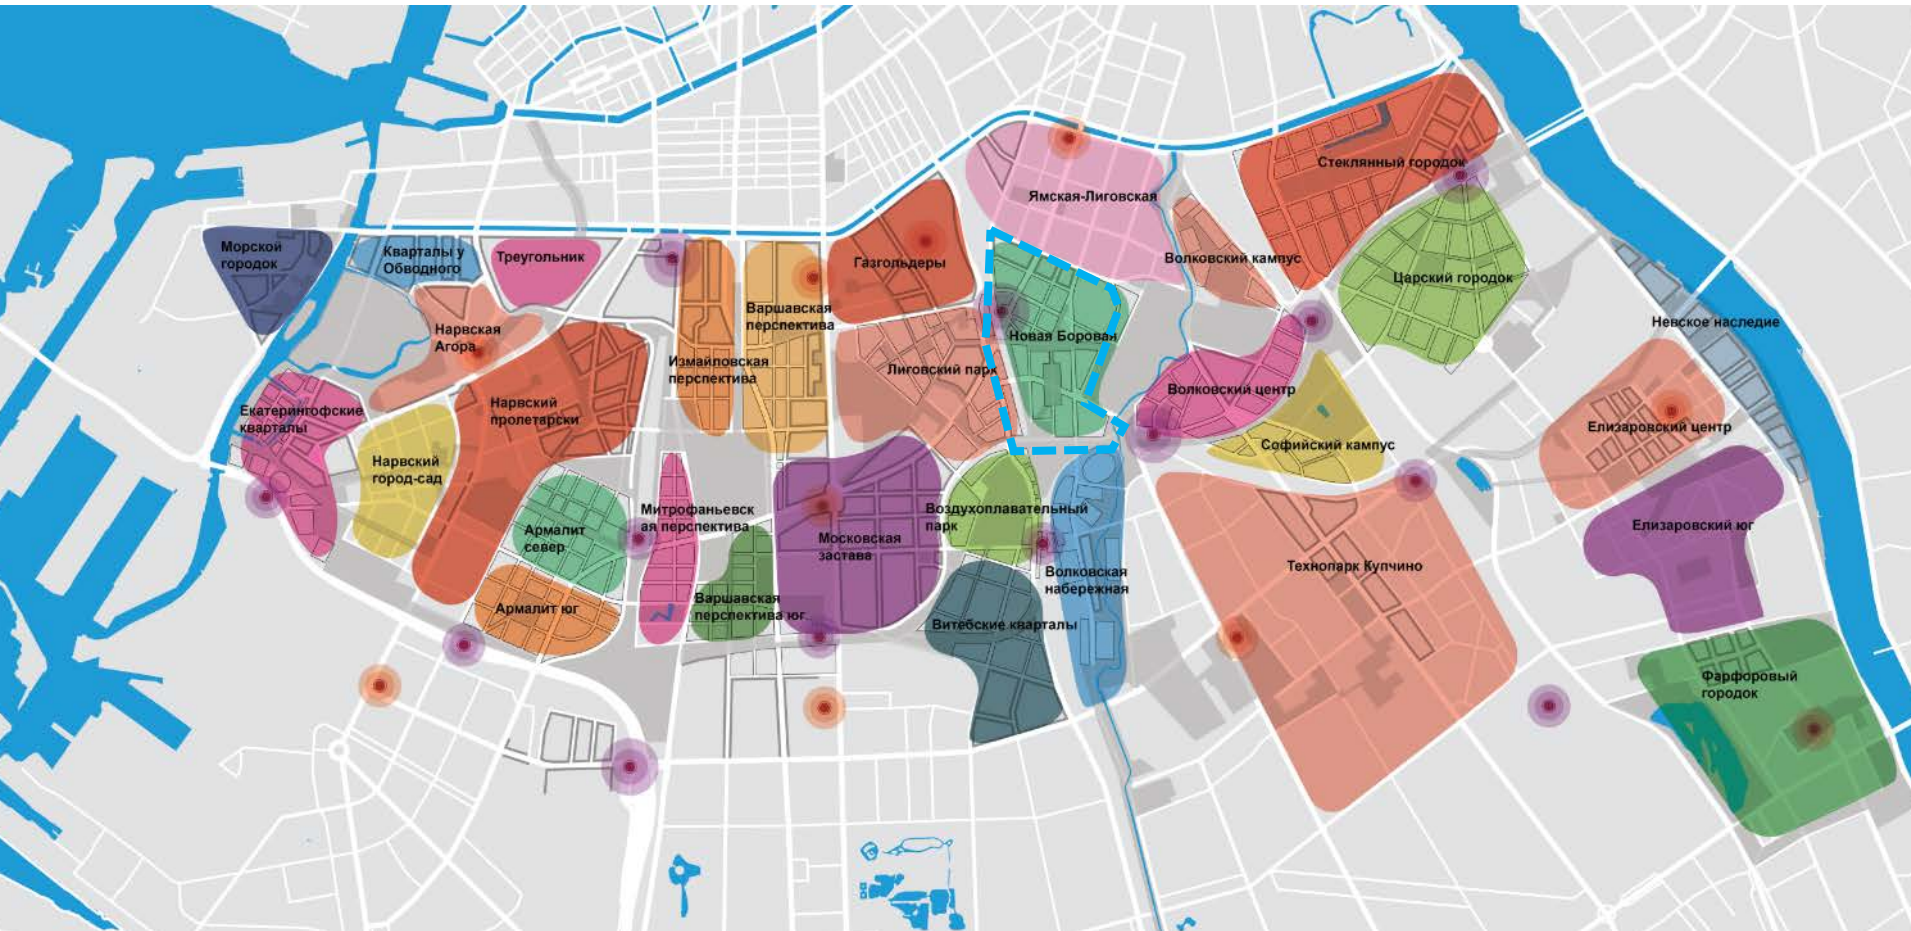 Стеклянный городок
Ямская-Лиговская
Морской
городок
Кварталы у
Обводного
Треугольник
Газгольдеры
Волковский кампус
Царский городок
Варшавская
перспектива
Нарвская
Агора
Новая Боровая
Невское наследие
Измайловская
перспектива
Лиговский парк
Волковский центр
Екатерингофские
кварталы
Нарвский
пролетарски
Елизаровский центр
Софийский кампус
Нарвский
город-сад
Митрофаньевск
ая перспектива
Воздухоплавательный
парк
Армалит
север
Московская
застава
Елизаровский юг
Технопарк Купчино
Волковская
набережная
Варшавская
перспектива юг
Армалит юг
Витебские кварталы
Фарфоровый
городок